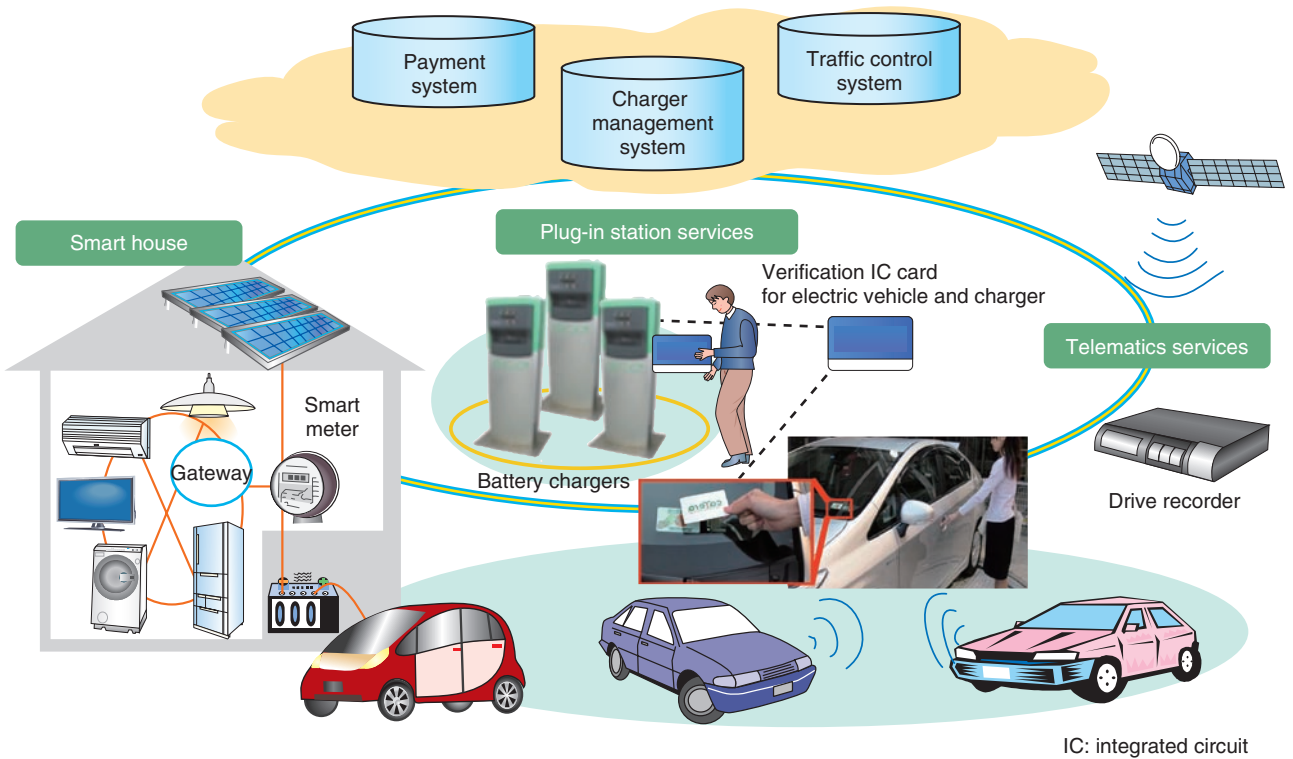 Payment
system
Charger
management
system
Traffic control
system
Smart house
Plug-in station services
Verification IC card
for electric vehicle and charger
Telematics services
Smart
meter
Gateway
Battery chargers
Drive recorder
IC: integrated circuit